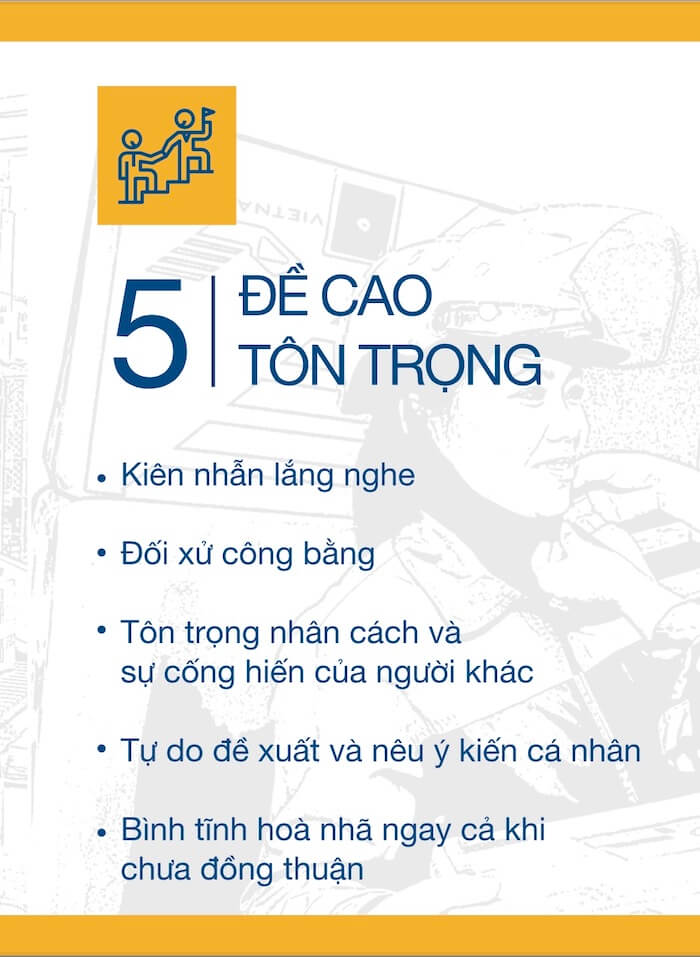 VIETNA
5
ĐỀ CAO
TÔN TRỌNG
• Kiên nhẫn lắng nghe
• Đối xử công bằng
• Tôn trọng nhân cách và
sự cống hiến của người khác
• Tự do đề xuất và nêu ý kiến cá nhân
• Bình tĩnh hoà nhã ngay cả khi
chưa đồng thuận